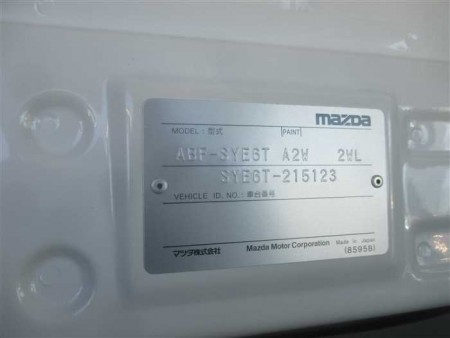 mazda
MODEL : 型式 PAINT
ABF-SYE6T A2W 2WL
SYE6T-215123
VEHICLE ID. NO. : 車台番号
マツダ株式会社 Mazda Motor Corporation Made in Japan
(8595B)